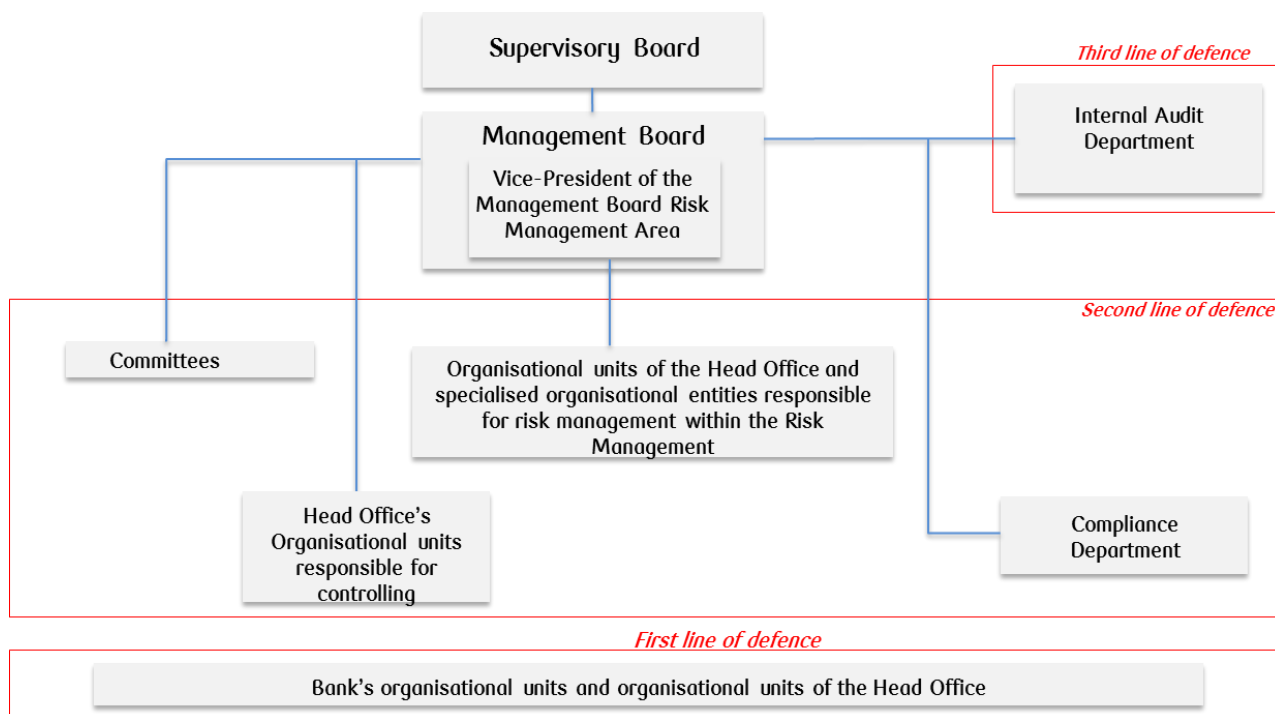 Supervisory Board
Third line of defence
Internal Audit
Department
Management Board
Vice-President of the
Management Board Risk
Management Area
Second line of defence
Committees
Organisational units of the Head Office and
specialised organisational entities responsible
for risk management within the Risk
Management
Head Office's
Organisational units
responsible for
controlling
Compliance
Department
First line of defence
Bank's organisational units and organisational units of the Head Office